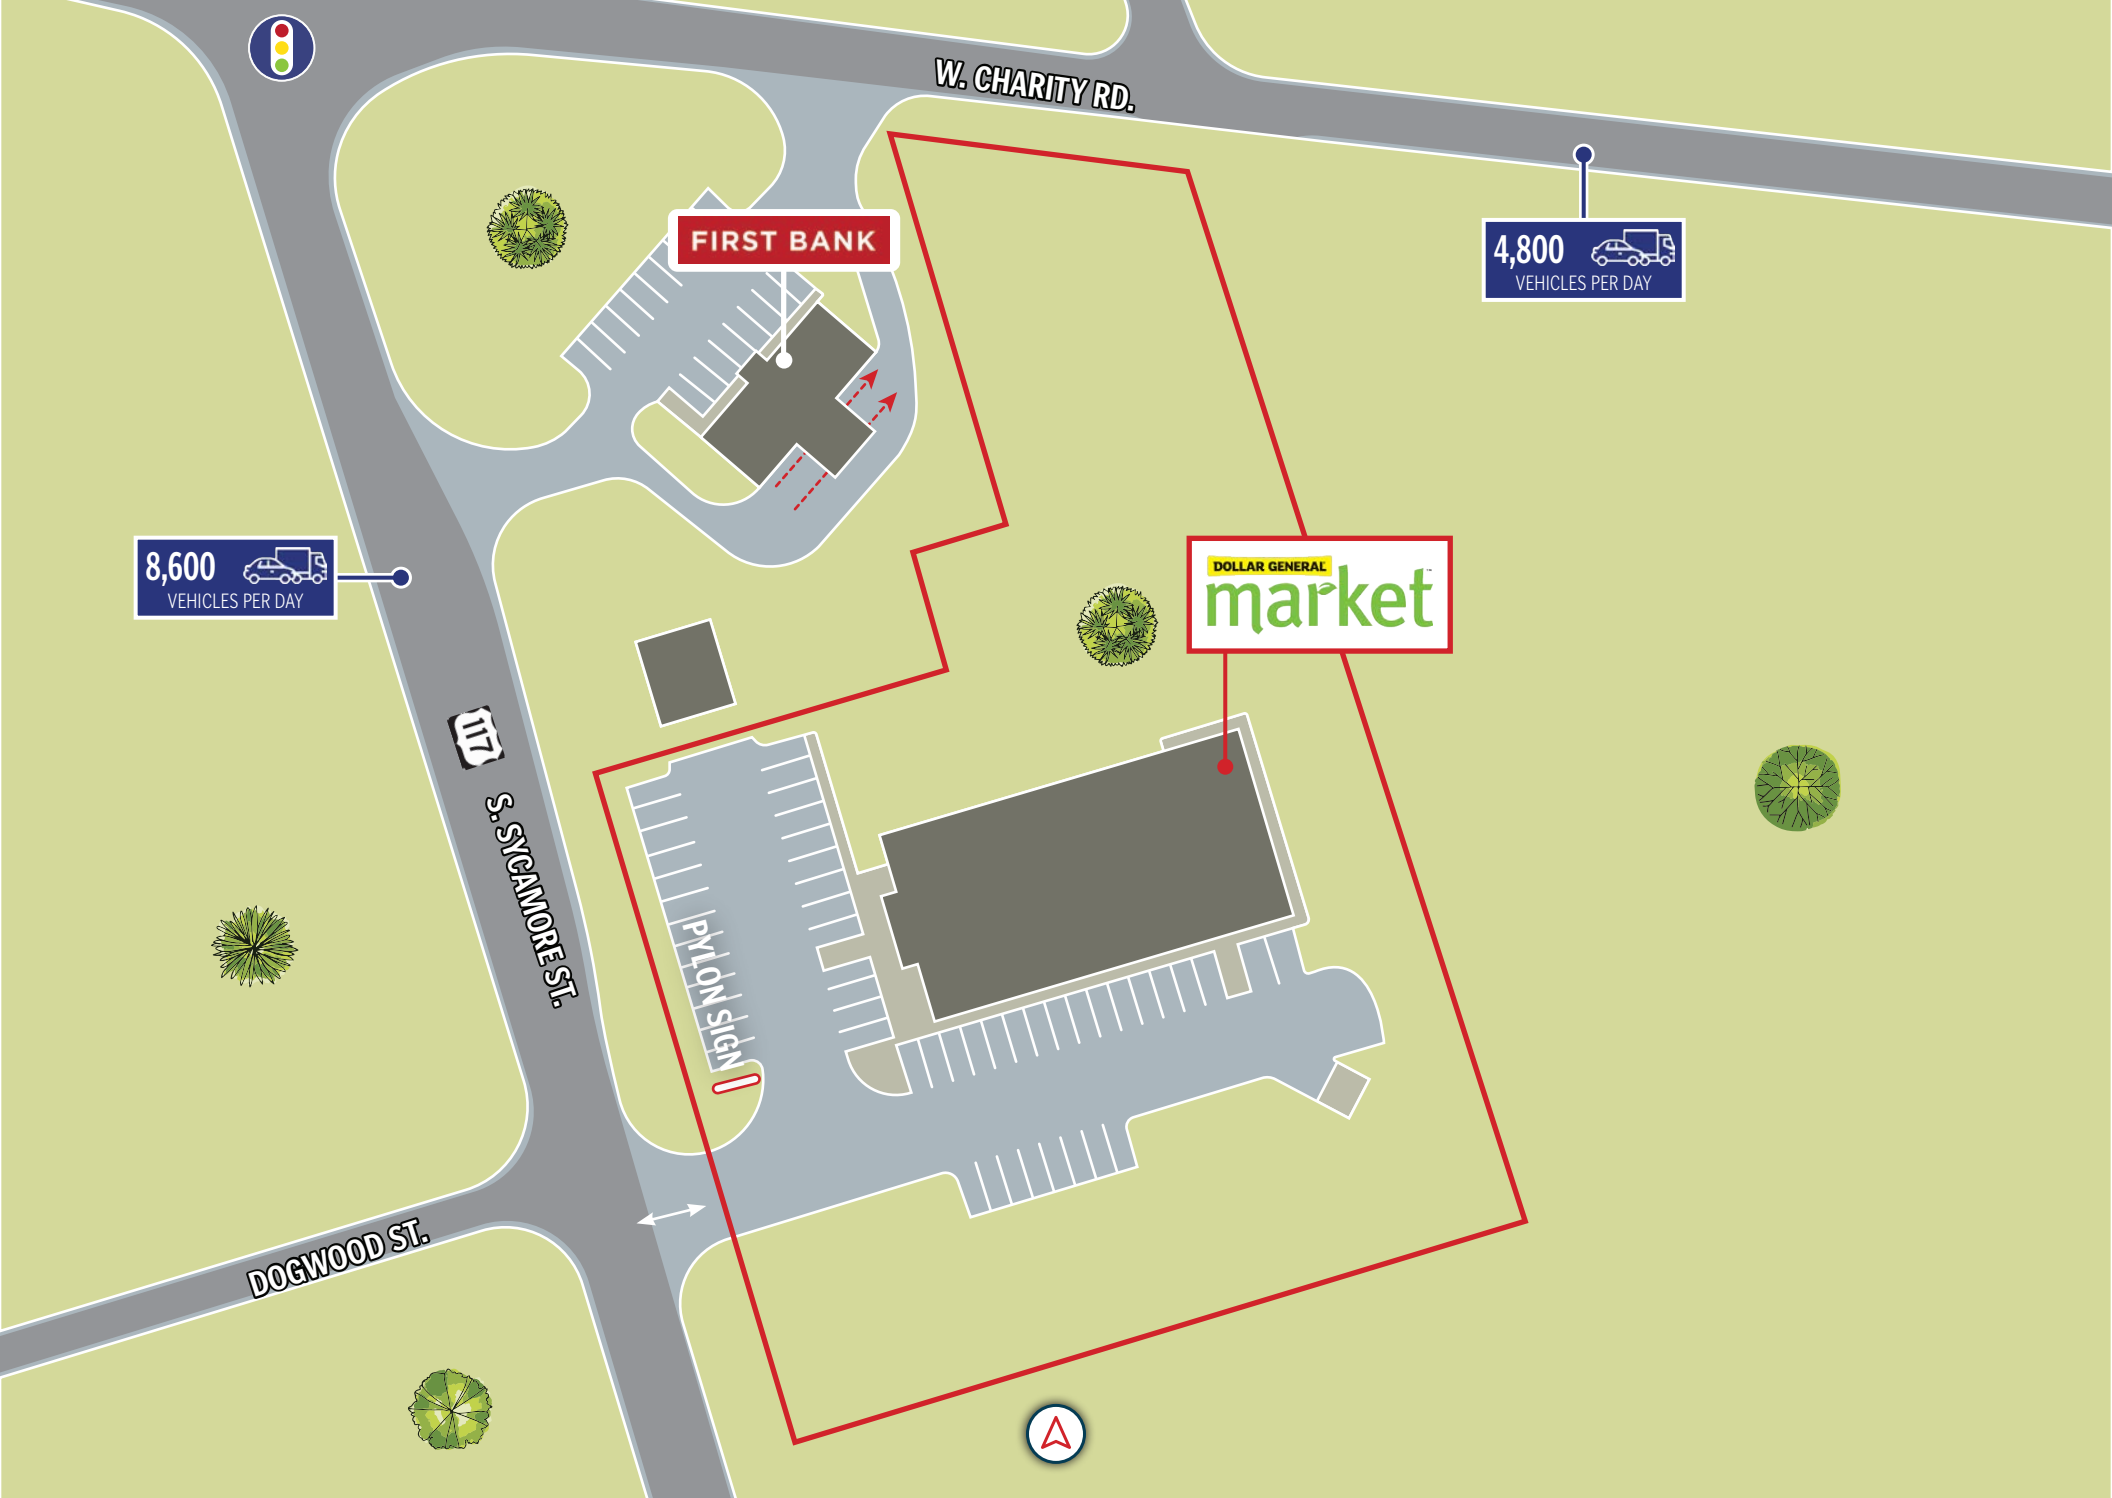 W. CHARITY RD.
FIRST BANK
4,800
VEHICLES PER DAY
8,600
VEHICLES PER DAY
DOLLAR GENERAL
market
117
S. SYCAMORE ST.
PYLON SIGN
DOGWOOD ST.